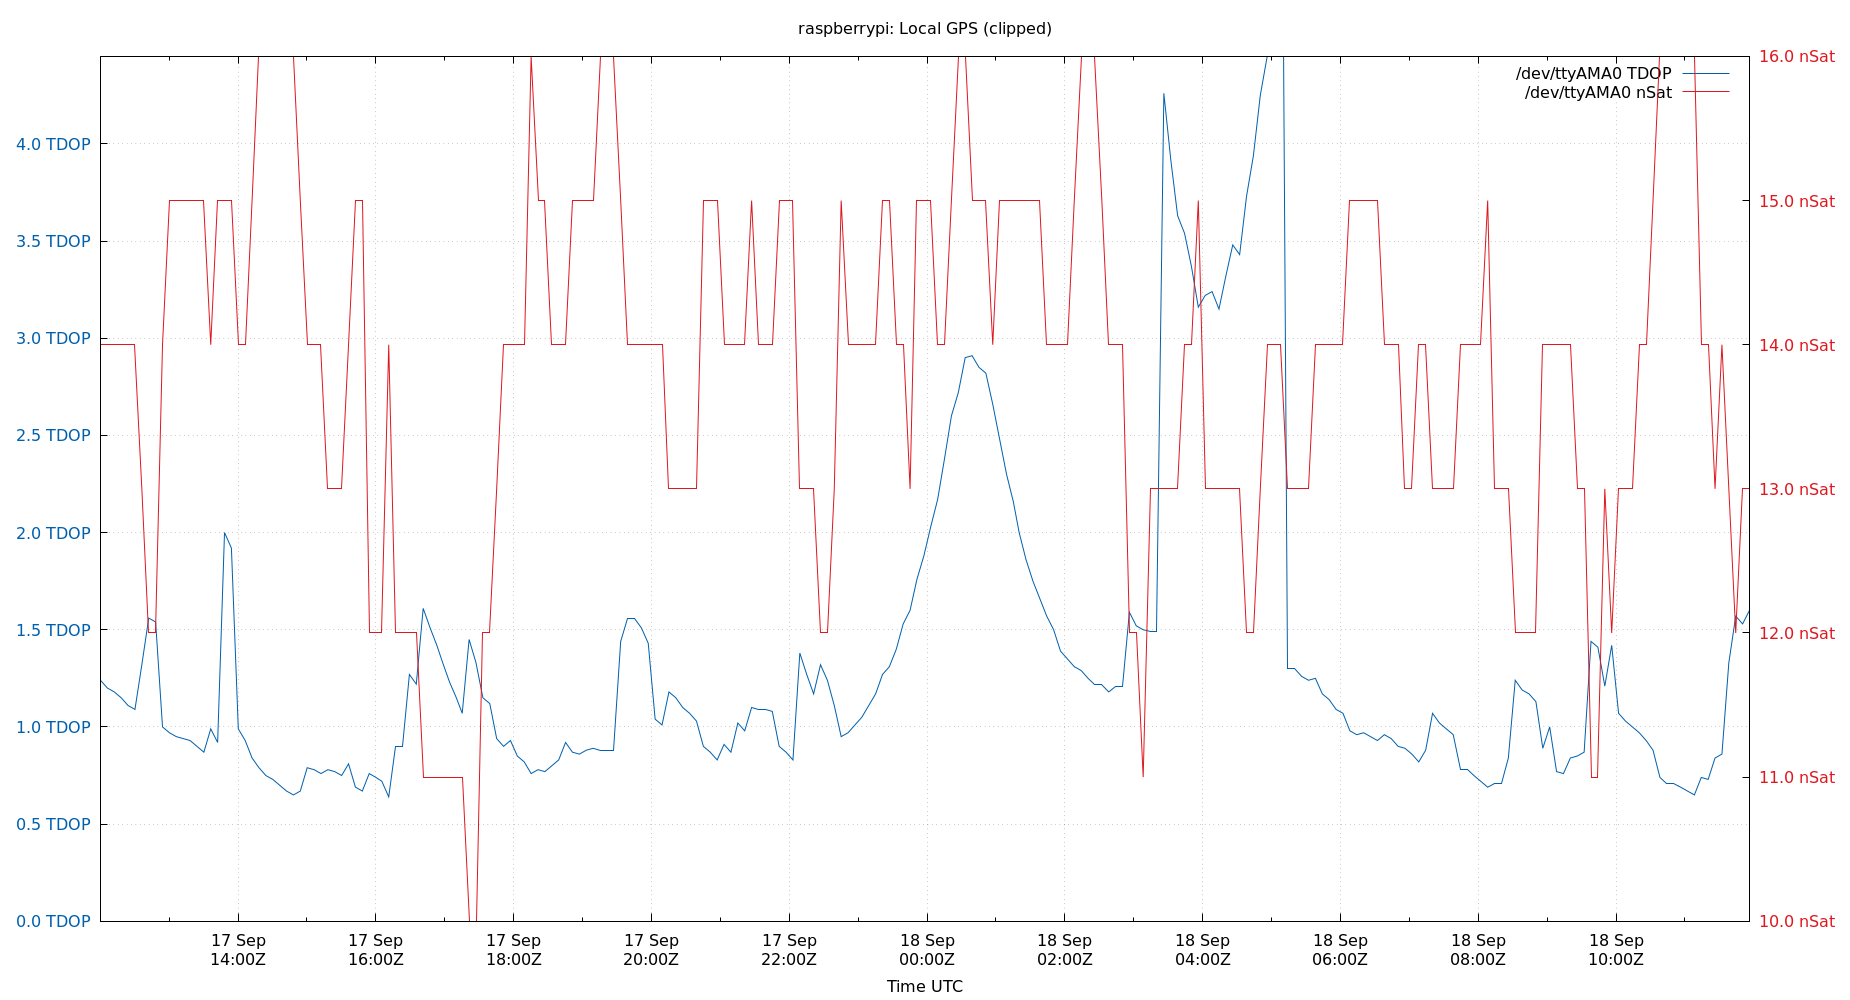 raspberrypi: Local GPS (clipped)
16.0 nSat
/dev/ttyAMA0 TDOP
/dev/ttyAMA0 nSat
4.0 TDOP
15.0 nSat
3.5 TDOP
3.0 TDOP
14.0 nSat
2.5 TDOP
13.0 nSat
2.0 TDOP
1.5 TDOP
12.0 nSat
1.0 TDOP
11.0 nSat
0.5 TDOP
0.0 TDOP
10.0 nSat
17 Sep 17 Sep 17 Sep 17 Sep 17 Sep 18 Sep 18 Sep 18 Sep 18 Sep 18 Sep 18 Sep
14:00Z 16:00Z 18:00Z 20:00Z 22:00Z 00:00Z 02:00Z 04:00Z 06:00Z 08:00Z 10:00Z
Time UTC